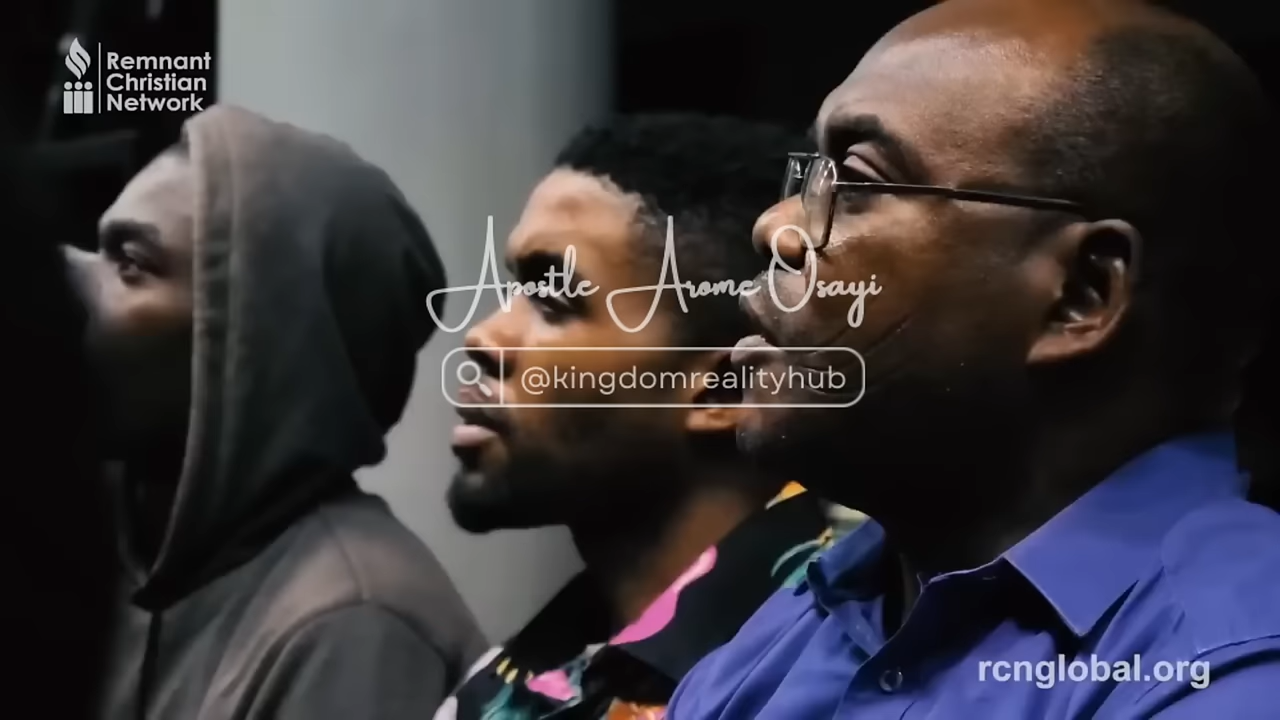 Remnant
Christian
Network
Apostle Arome Osayi
@kingdomrealityhub
rcnglobal.org